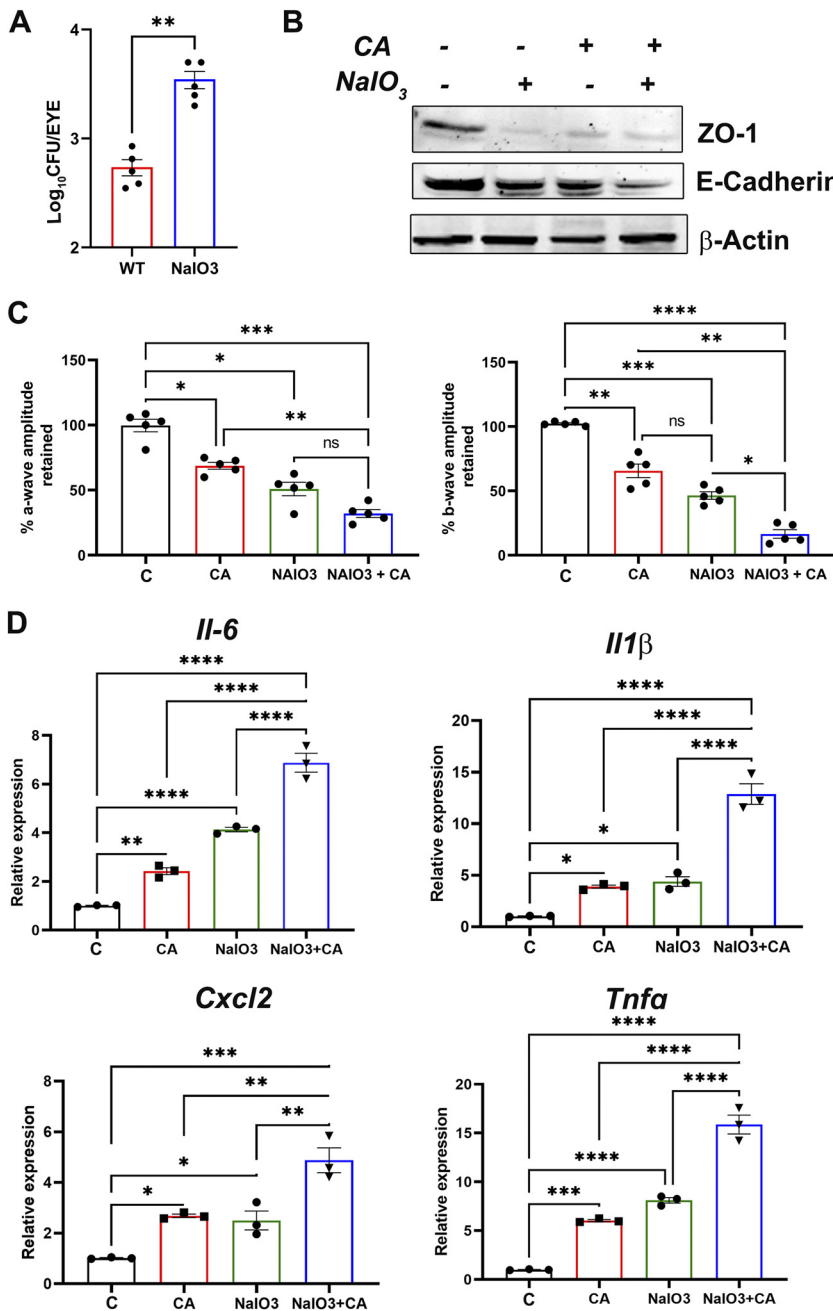 A
**
4
3
2
Log10CFU/EYE
WT
NaIO3
B
CA - - + +
NaIO3 - + - +
ZO-1
E-Cadherin
β-Actin
C
***
*
*
**
ns
150
100
50
0
% a-wave amplitude
retained
C
CA
NAIO3
NAIO3 + CA
****
**
***
**
ns
*
150
100
50
0
% b-wave amplitude
retained
C
CA
NAIO3
NAIO3 + CA
D
Il-6
****
****
****
****
**
8
6
4
2
0
Relative expression
C
CA
NaIO3
NaIO3+CA
Il1β
****
****
****
*
*
20
15
10
5
0
Relative expression
C
CA
NaIO3
NaIO3+CA
Cxcl2
***
**
**
*
*
8
6
4
2
0
Relative expression
C
CA
NaIO3
NaIO3+CA
Tnfα
****
****
****
****
***
20
15
10
5
0
Relative expression
C
CA
NaIO3
NaIO3+CA